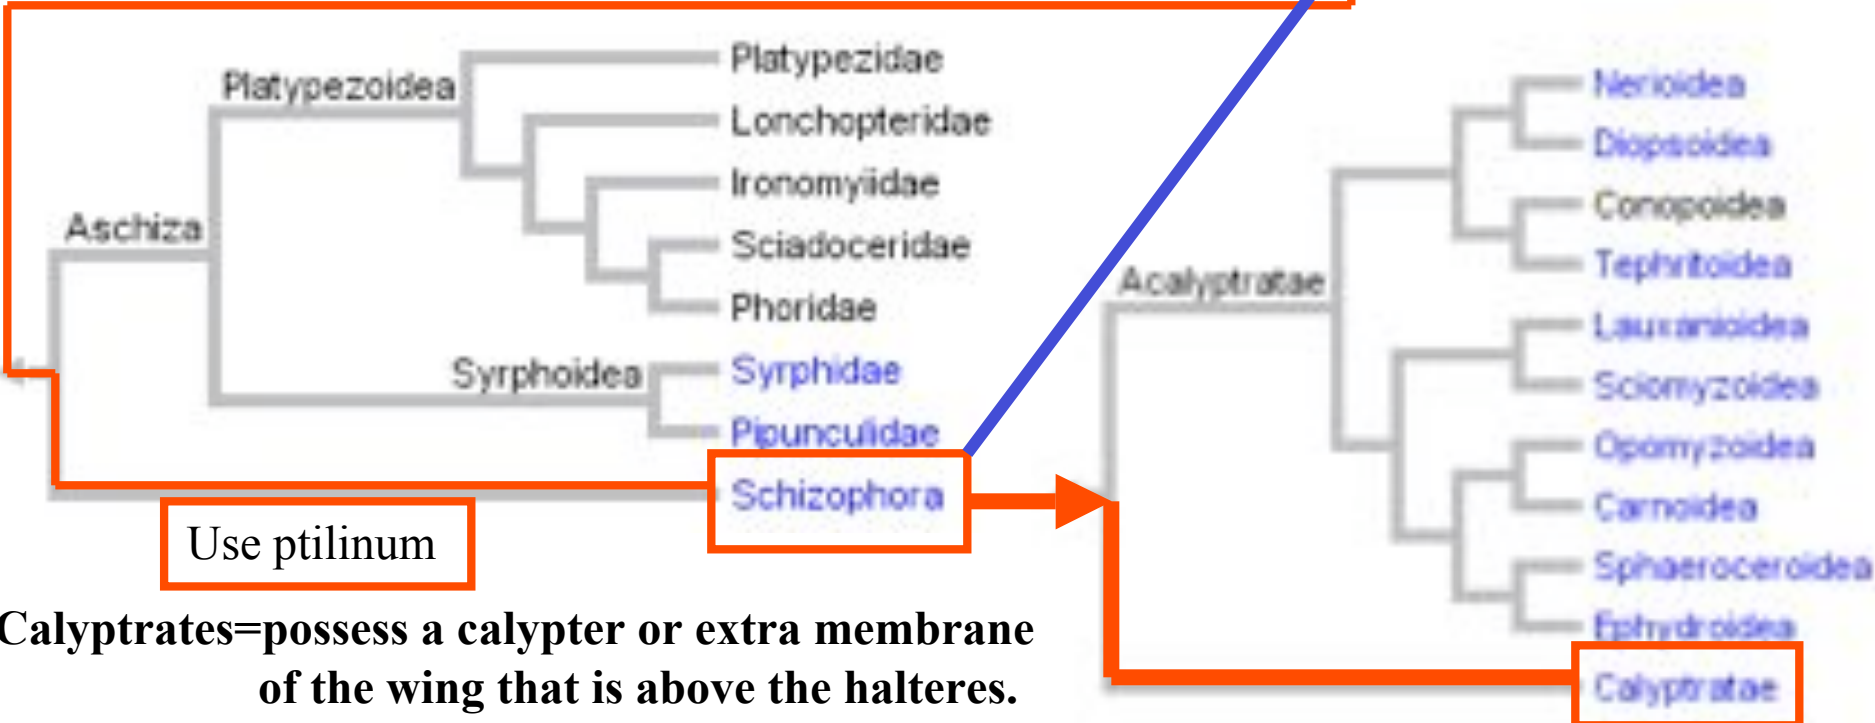 Platypezoidea
Platypezidae
Lonchopteridae
Ironomyiidae
Sciadoceridae
Phoridae
Aschiza
Syrphoidea
Syrphidae
Pipunculidae
Schizophora
Use ptilinum
Calyptrates=possess a calypter or extra membrane
of the wing that is above the halteres.
Acalyptratae
Nerioidea
Diopsoidea
Conopoidea
Tephritoidea
Lauxanioidea
Sciomyzoidea
Opomyzoidea
Carnoidea
Sphaeroceroidea
Ephydroidea
Calyptratae